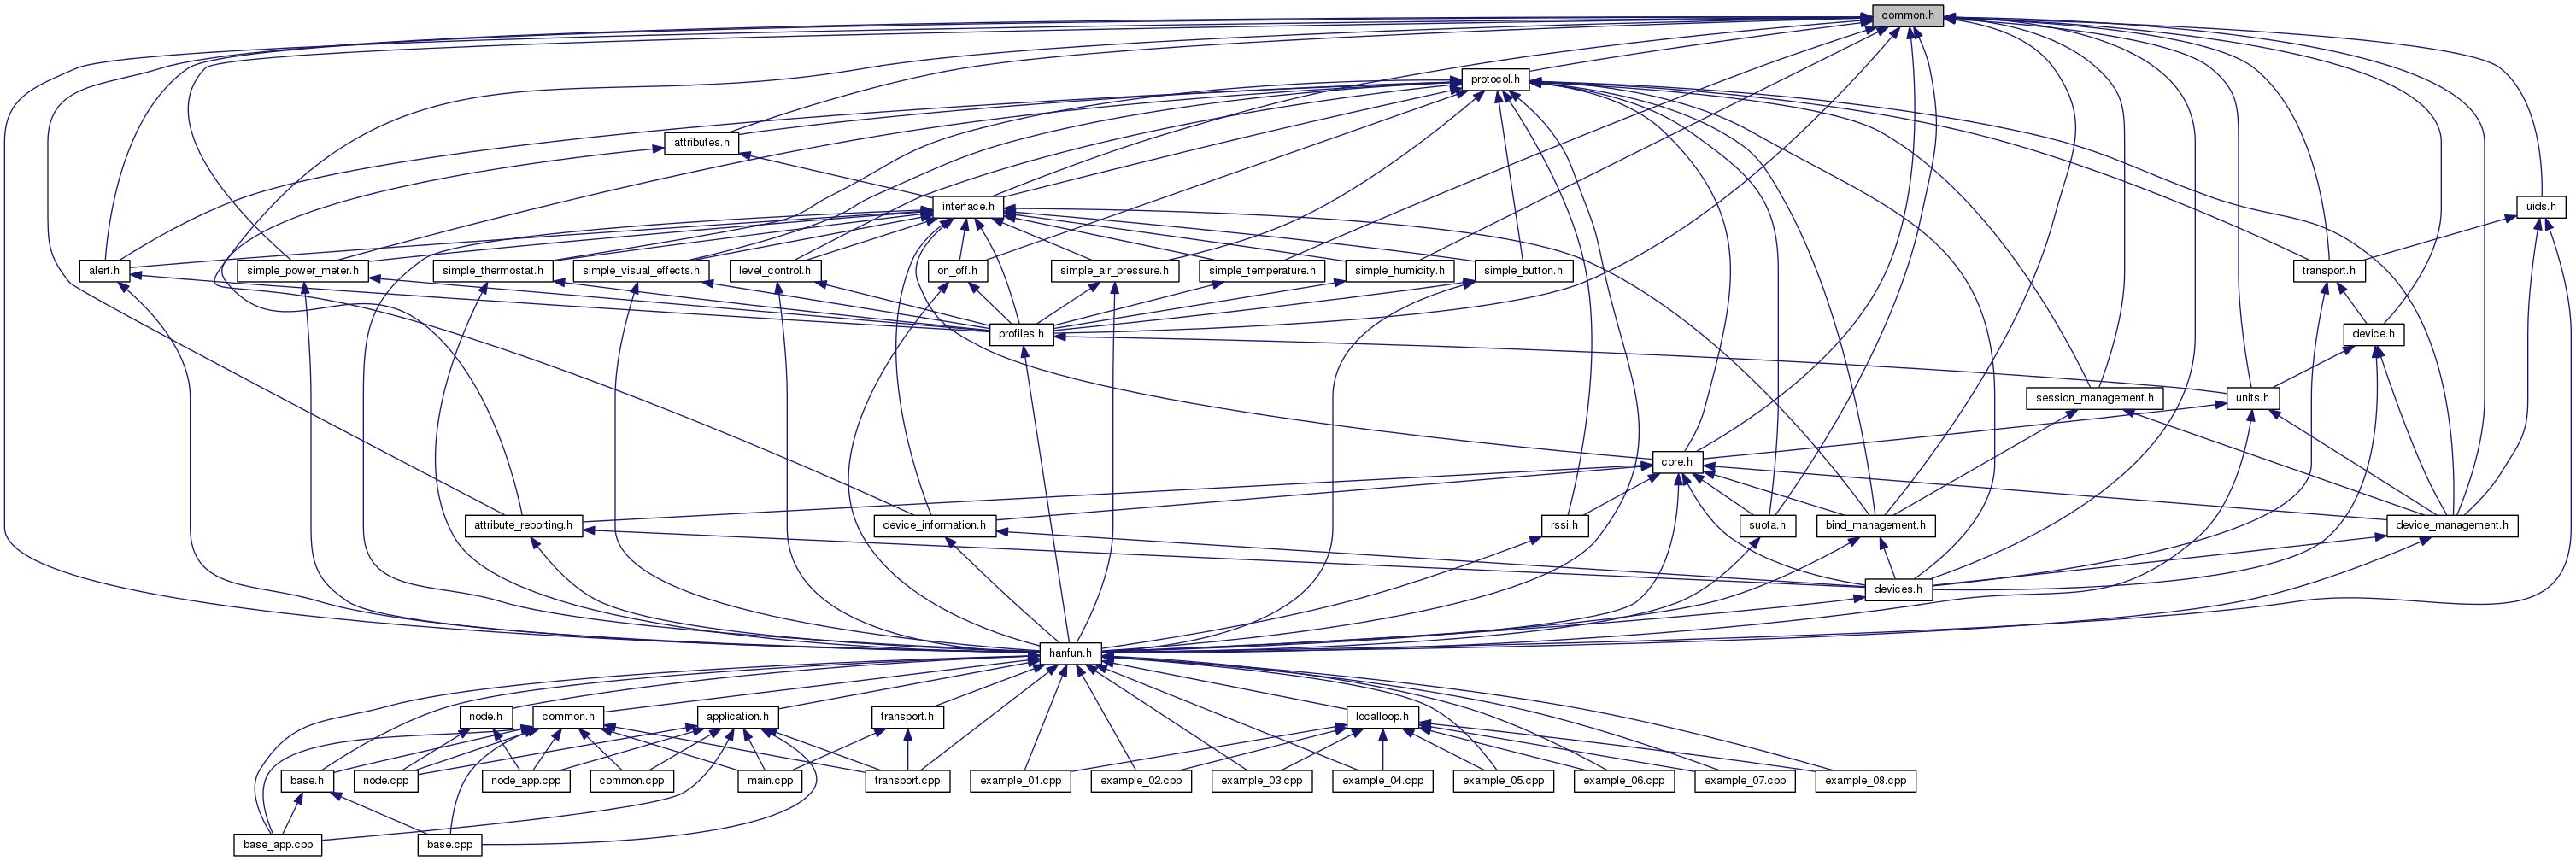 common.h
protocol.h
attributes.h
interface.h
uids.h
alert.h
simple_power_meter.h
simple_thermostat.h
simple_visual_effects.h
level_control.h
on_off.h
simple_air_pressure.h
simple_temperature.h
simple_humidity.h
simple_button.h
transport.h
profiles.h
device.h
session_management.h
units.h
core.h
attribute_reporting.h
device_information.h
rssi.h
suota.h
bind_management.h
device_management.h
devices.h
hanfun.h
node.h
common.h
application.h
transport.h
localloop.h
base.h
node.cpp
node_app.cpp
common.cpp
main.cpp
transport.cpp
example_01.cpp
example_02.cpp
example_03.cpp
example_04.cpp
example_05.cpp
example_06.cpp
example_07.cpp
example_08.cpp
base_app.cpp
base.cpp